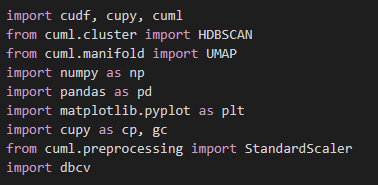 import cudf, cupy, cuml
from cuml.cluster import HDBSCAN
from cuml.manifold import UMAP
import numpy as np
import pandas as pd
import matplotlib.pyplot as plt
import cupy as cp, gc
from cuml.preprocessing import StandardScaler
import dbcv